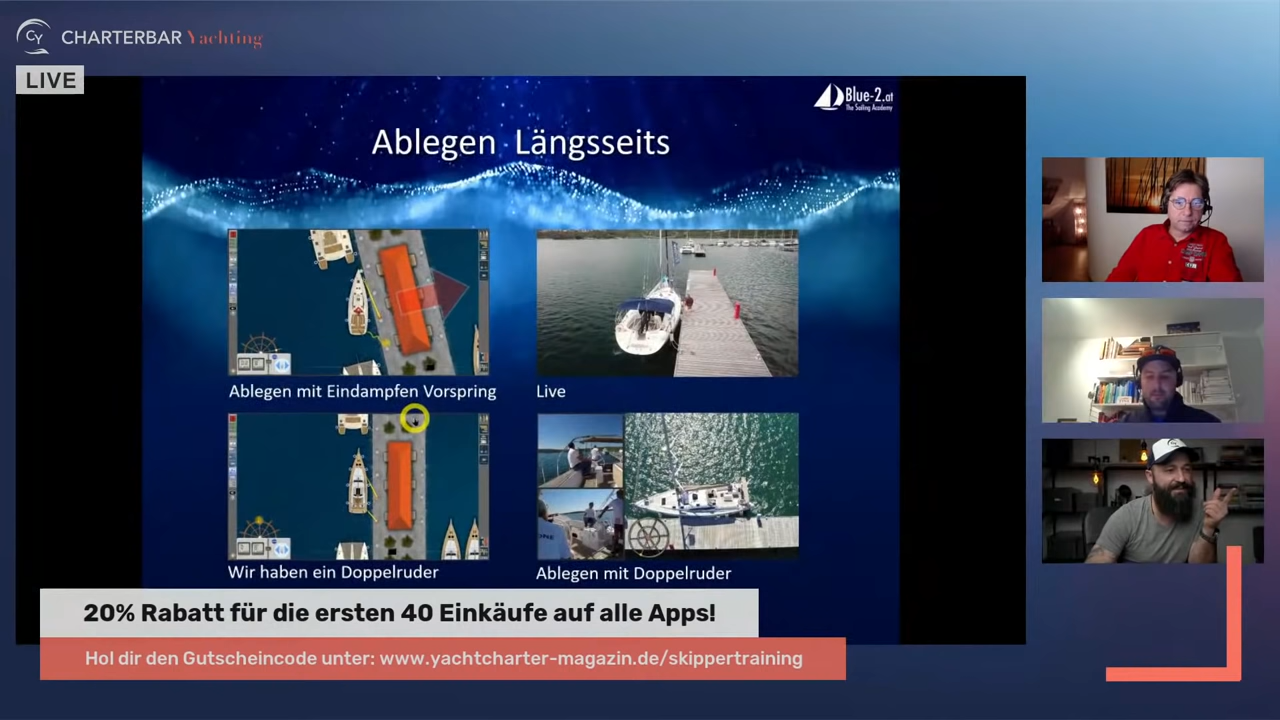 CY CHARTERBAR Yachting
LIVE
Blue-2.at
The Sailing Academy
Ablegen Längsseits
Ablegen mit Eindampfen Vorspring
Live
Wir haben ein Doppelruder
Ablegen mit Doppelruder
20% Rabatt für die ersten 40 Einkäufe auf alle Apps!
Hol dir den Gutscheincode unter: www.yachtcharter-magazin.de/skippertraining
CY